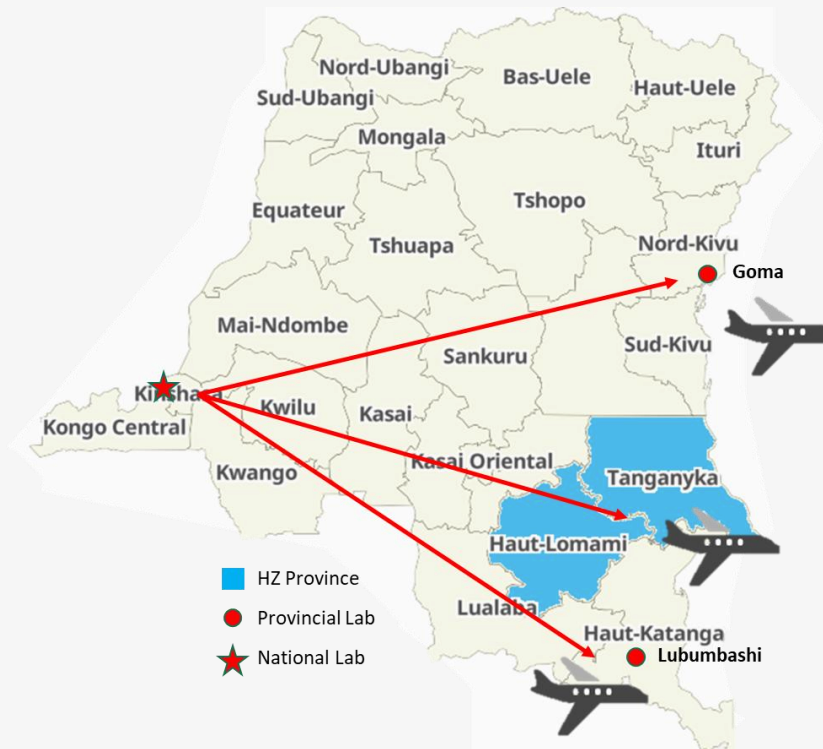 Nord-Ubangi
Bas-Uele
Haut-Uele
Sud-Ubangi
Mongala
Ituri
Equateur
Tshopo
Tshuapa
Nord-Kivu
Goma
Mai-Ndombe
Sankuru
Sud-Kivu
Kinshasa
Kwilu
Kasai
Kongo Central
Kasai Oriental
Kwango
Tanganyka
Haut-Lomami
HZ Province
Lualaba
Provincial Lab
Haut-Katanga
National Lab
Lubumbashi